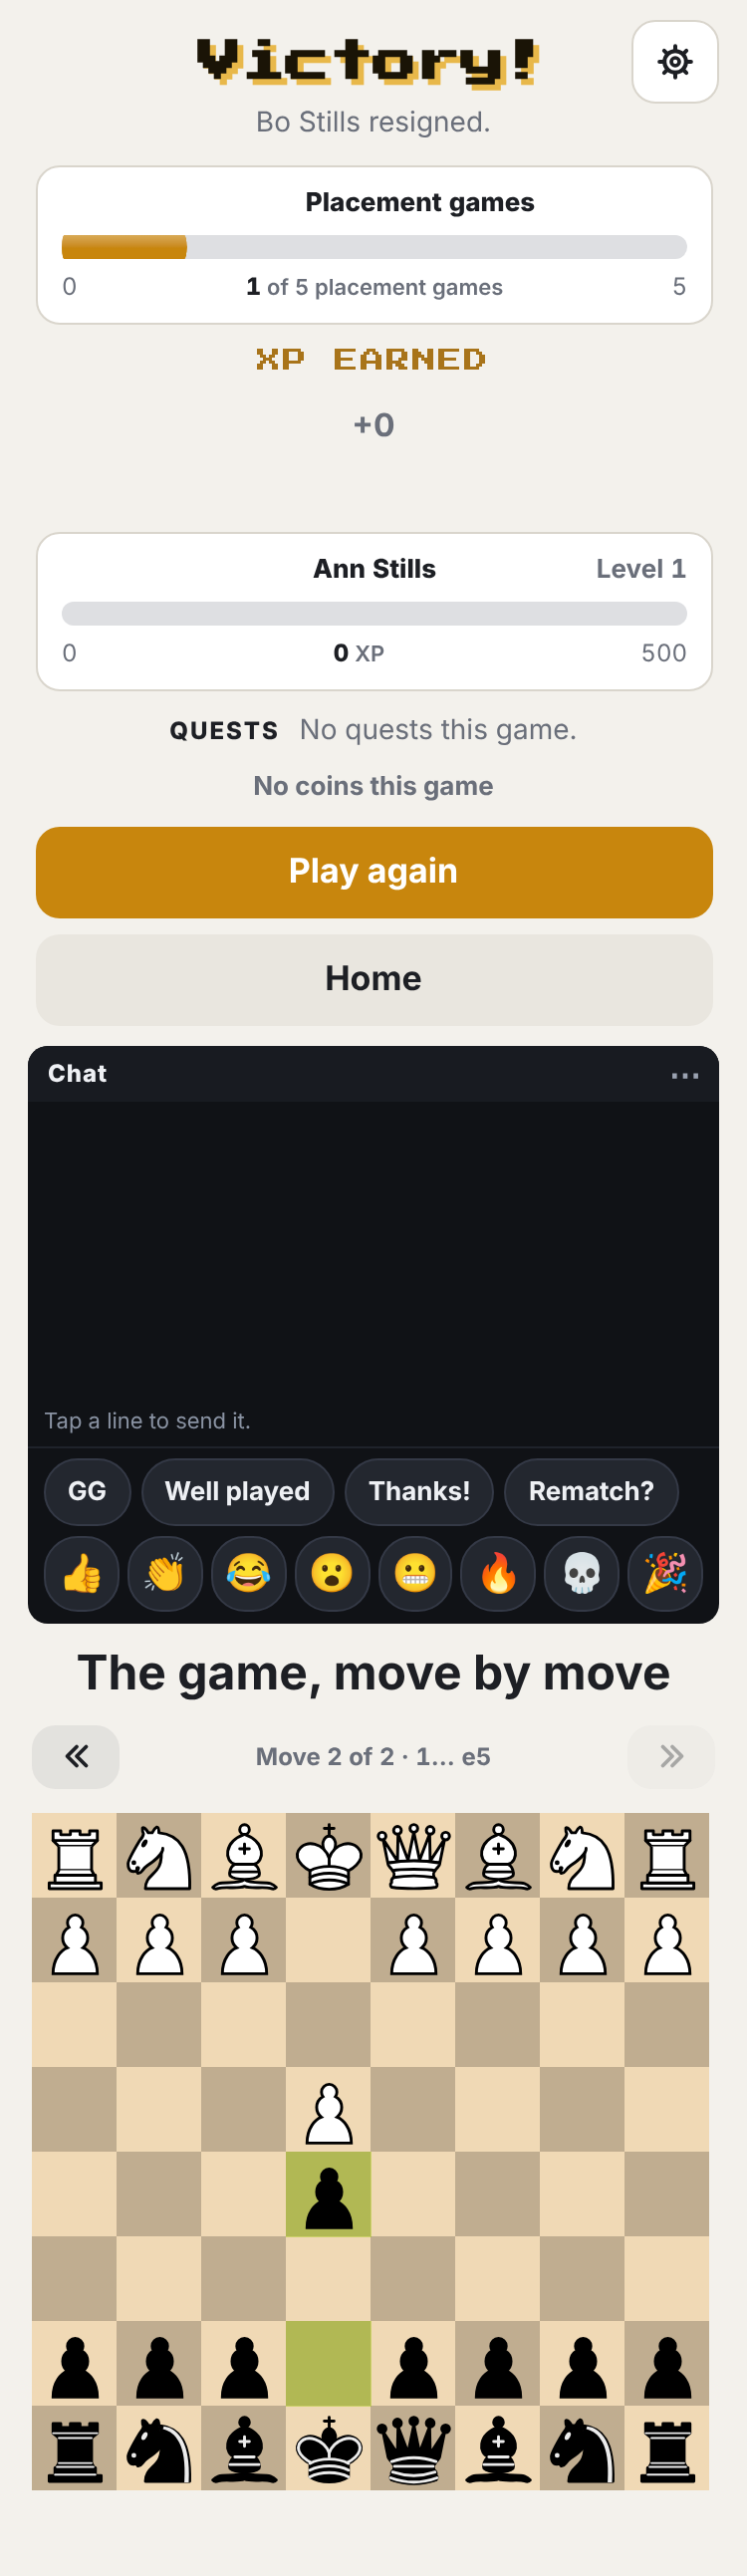 Victory!
Bo Stills resigned.
Placement games
0 1 of 5 placement games 5
XP EARNED
+0
Ann Stills Level 1
0 0 XP 500
QUESTS No quests this game.
No coins this game
Play again
Home
Chat ...
Tap a line to send it.
GG Well played Thanks! Rematch?
The game, move by move
Move 2 of 2 · 1... e5